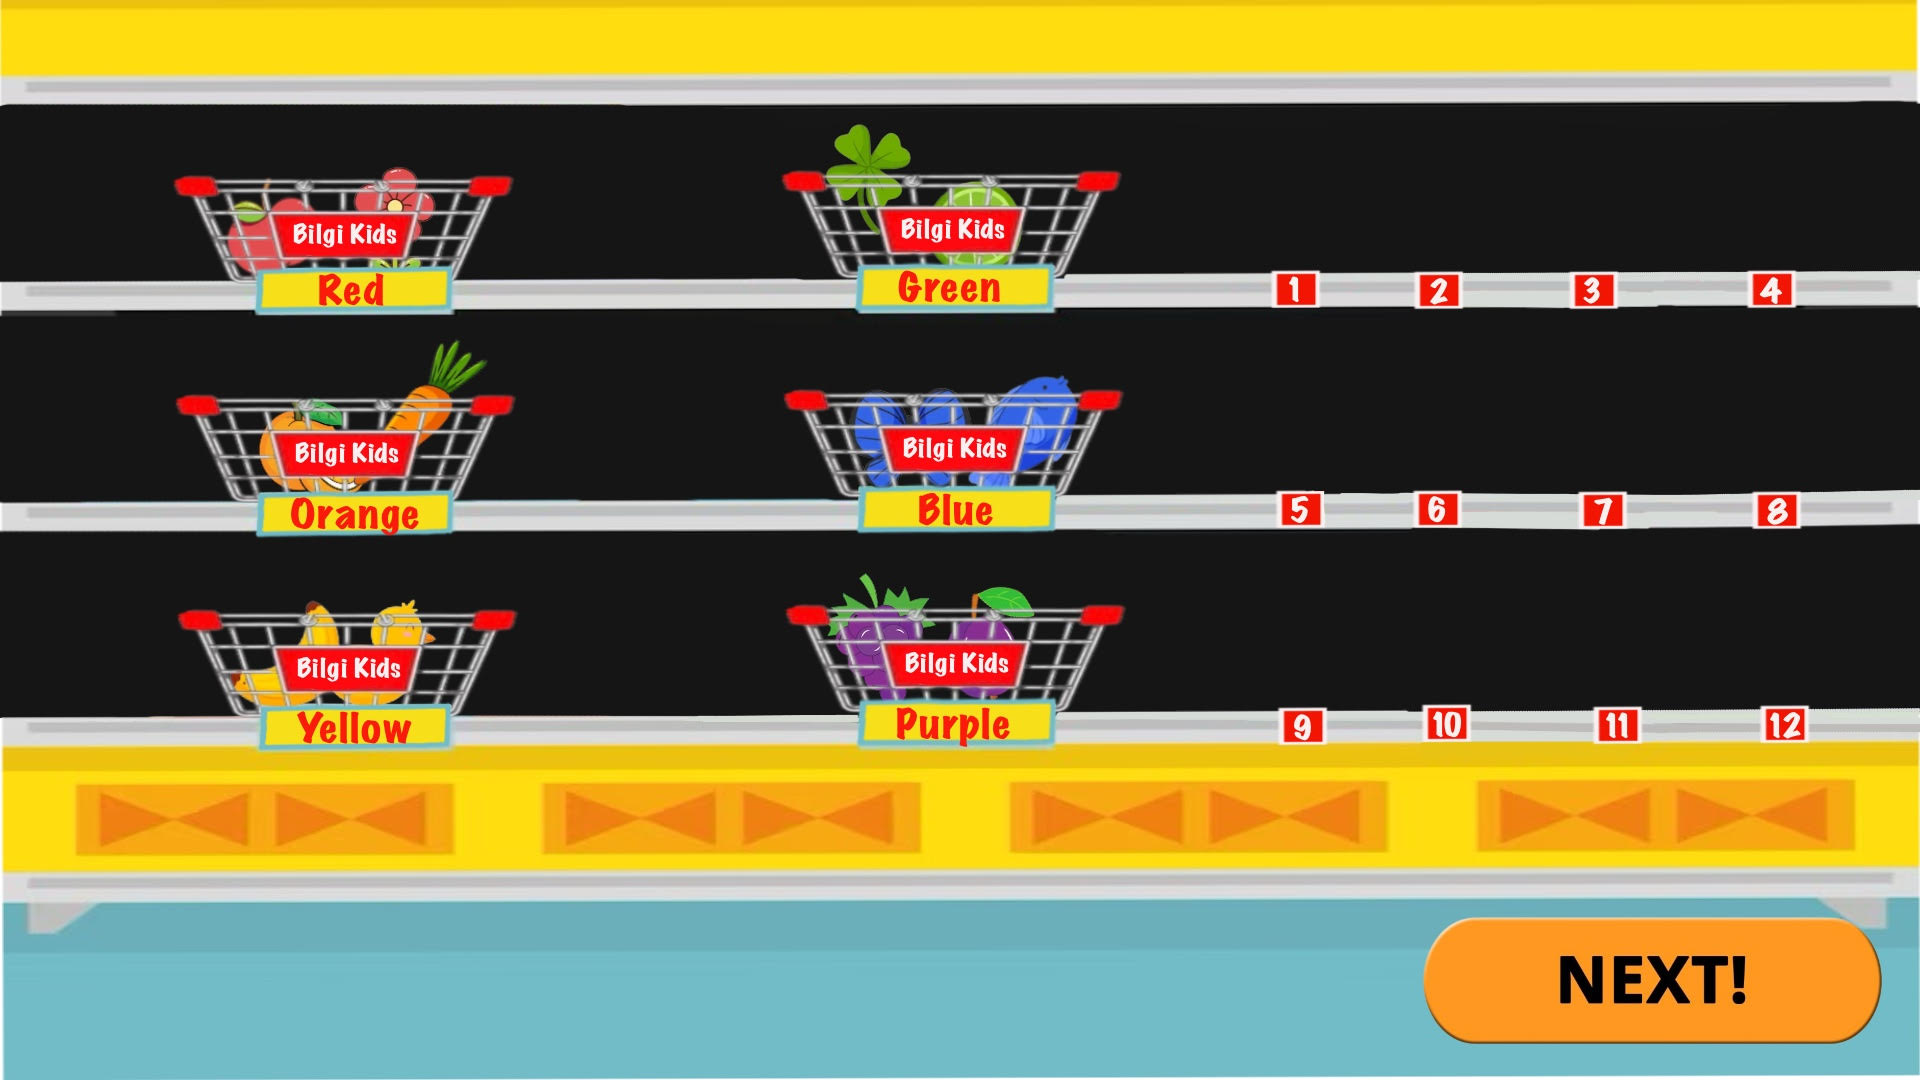 Bilgi Kids
Red
Bilgi Kids
Green
1 2 3 4
Bilgi Kids
Orange
Bilgi Kids
Blue
5 6 7 8
Bilgi Kids
Yellow
Bilgi Kids
Purple
9 10 11 12
NEXT!